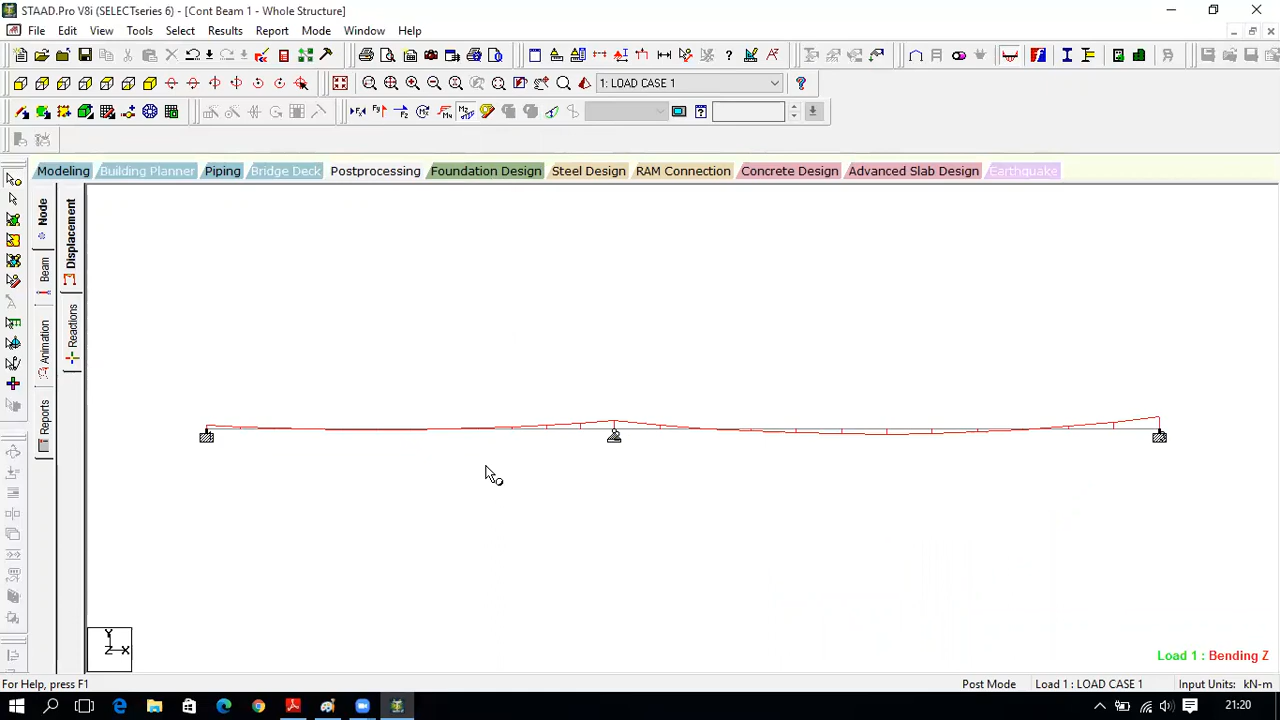 STAAD.Pro V8i (SELECTseries 6) - [Cont Beam 1 - Whole Structure]
File Edit View Tools Select Results Report Mode Window Help
1: LOAD CASE 1
Modeling Building Planner Piping Bridge Deck Postprocessing Foundation Design Steel Design RAM Connection Concrete Design Advanced Slab Design Earthquake
Node
Beam
Animation
Reports
Displacement
Reactions
Y
Z X
Load 1 : Bending Z
For Help, press F1 Post Mode Load 1 : LOAD CASE 1 Input Units: kN-m
21:20